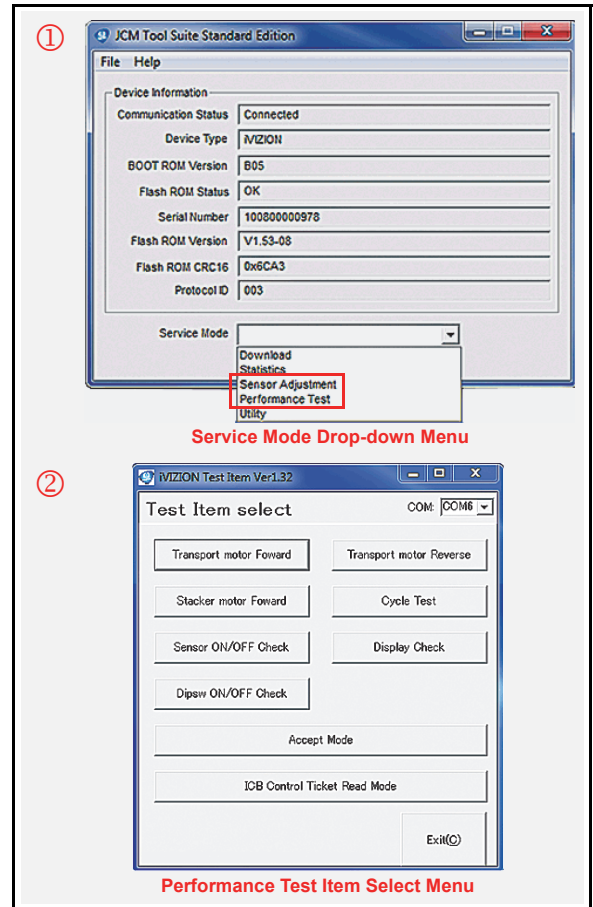 ①
JCM Tool Suite Standard Edition
File Help
Device Information
Communication Status Connected
Device Type iVIZION
BOOT ROM Version B05
Flash ROM Status OK
Serial Number 100800000978
Flash ROM Version V1.53-08
Flash ROM CRC16 0x6CA3
Protocol ID 003
Service Mode
Download
Statistics
Sensor Adjustment
Performance Test
Utility
Service Mode Drop-down Menu
②
iVIZION Test Item Ver1.32
Test Item select COM: COM6
Transport motor Foward Transport motor Reverse
Stacker motor Foward Cycle Test
Sensor ON/OFF Check Display Check
Dipsw ON/OFF Check
Accept Mode
ICB Control Ticket Read Mode
Exit(C)
Performance Test Item Select Menu